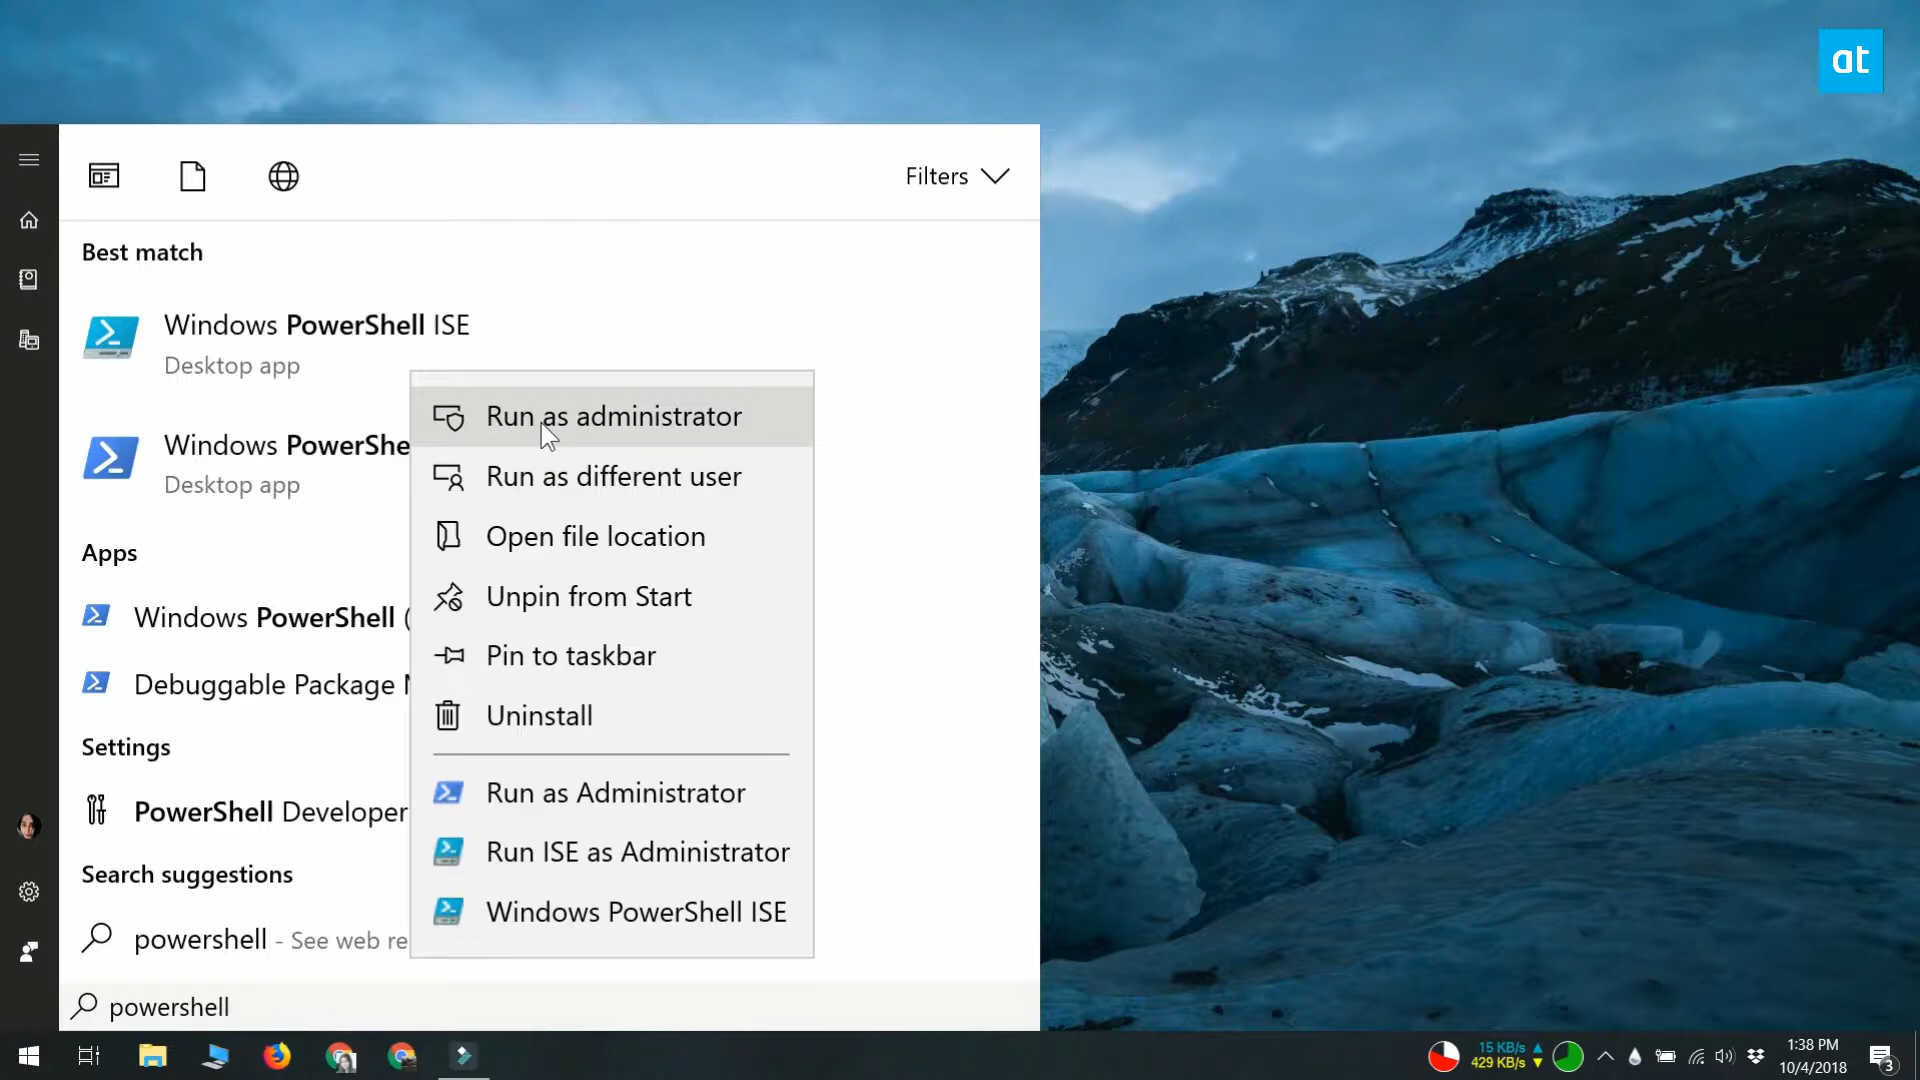 at
Filters
Best match
Windows PowerShell ISE
Desktop app
Windows PowerShe
Desktop app
Apps
Windows PowerShell (
Debuggable Package
Settings
PowerShell Developer
Search suggestions
powershell - See web re
powershell
Run as administrator
Run as different user
Open file location
Unpin from Start
Pin to taskbar
Uninstall
Run as Administrator
Run ISE as Administrator
Windows PowerShell ISE
15 KB/s
429 KB/s
1:38 PM
10/4/2018
3